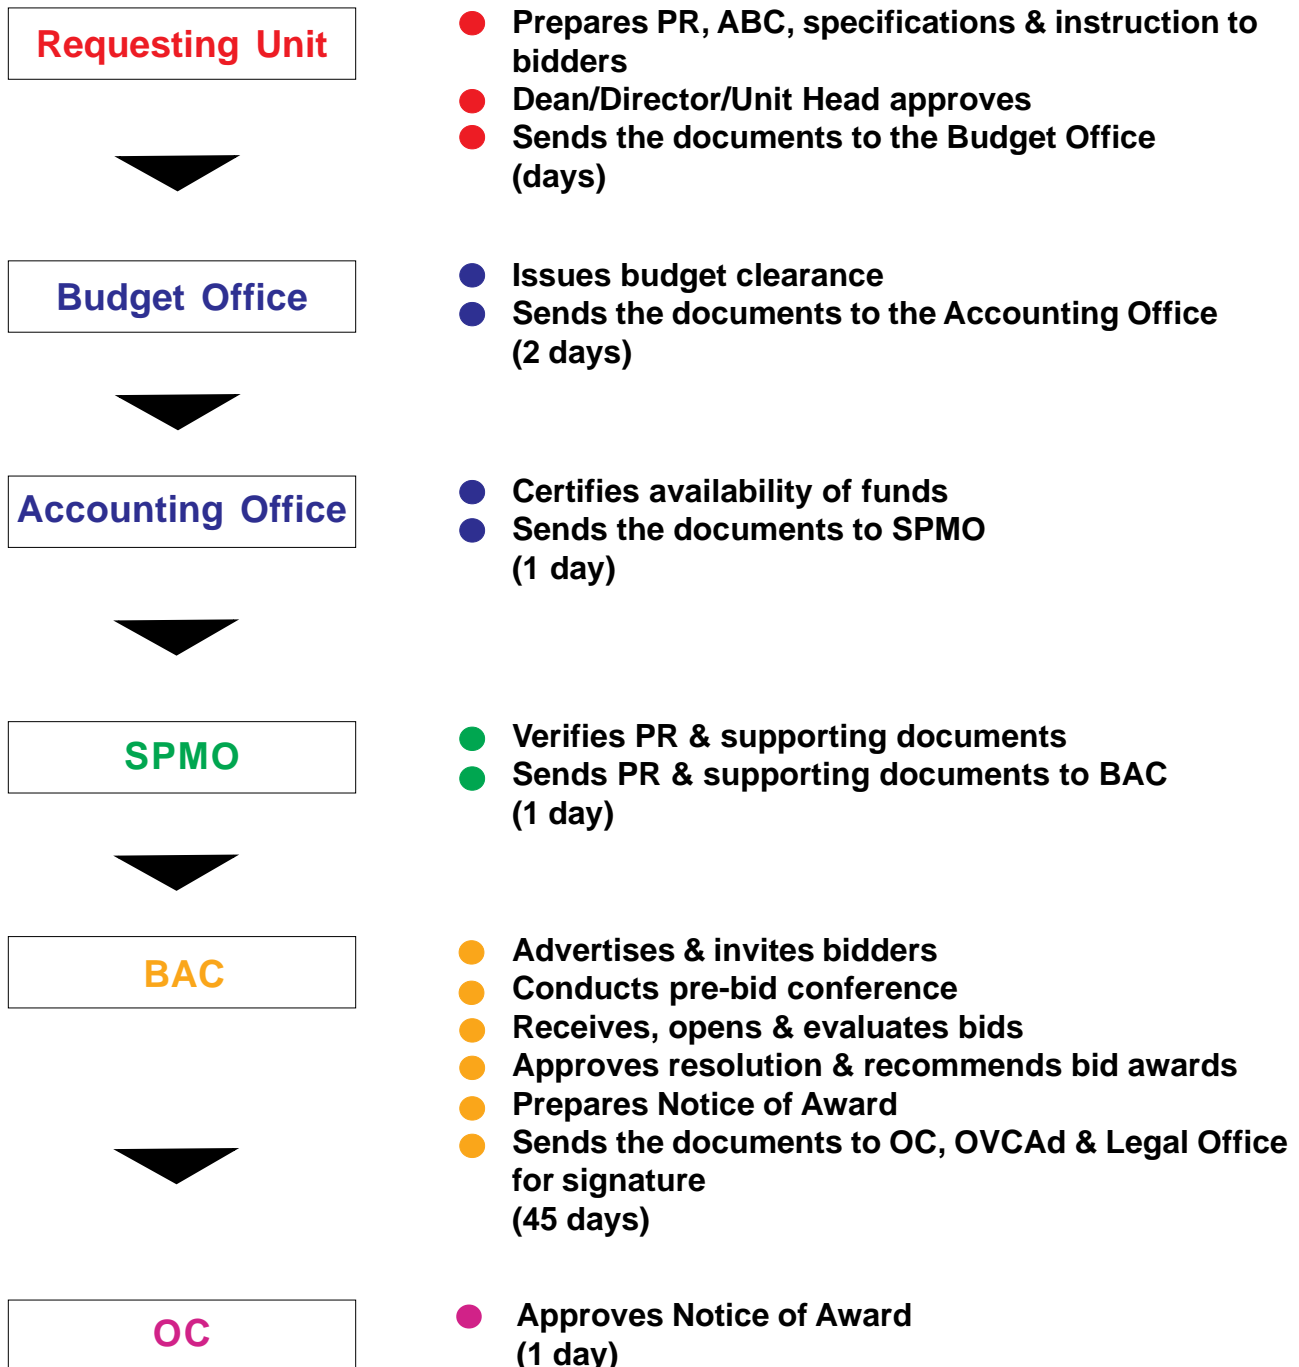 Requesting Unit
Prepares PR, ABC, specifications & instruction to
bidders
Dean/Director/Unit Head approves
Sends the documents to the Budget Office
(days)
Budget Office
Issues budget clearance
Sends the documents to the Accounting Office
(2 days)
Accounting Office
Certifies availability of funds
Sends the documents to SPMO
(1 day)
SPMO
Verifies PR & supporting documents
Sends PR & supporting documents to BAC
(1 day)
BAC
Advertises & invites bidders
Conducts pre-bid conference
Receives, opens & evaluates bids
Approves resolution & recommends bid awards
Prepares Notice of Award
Sends the documents to OC, OVCAd & Legal Office
for signature
(45 days)
OC
Approves Notice of Award
(1 day)